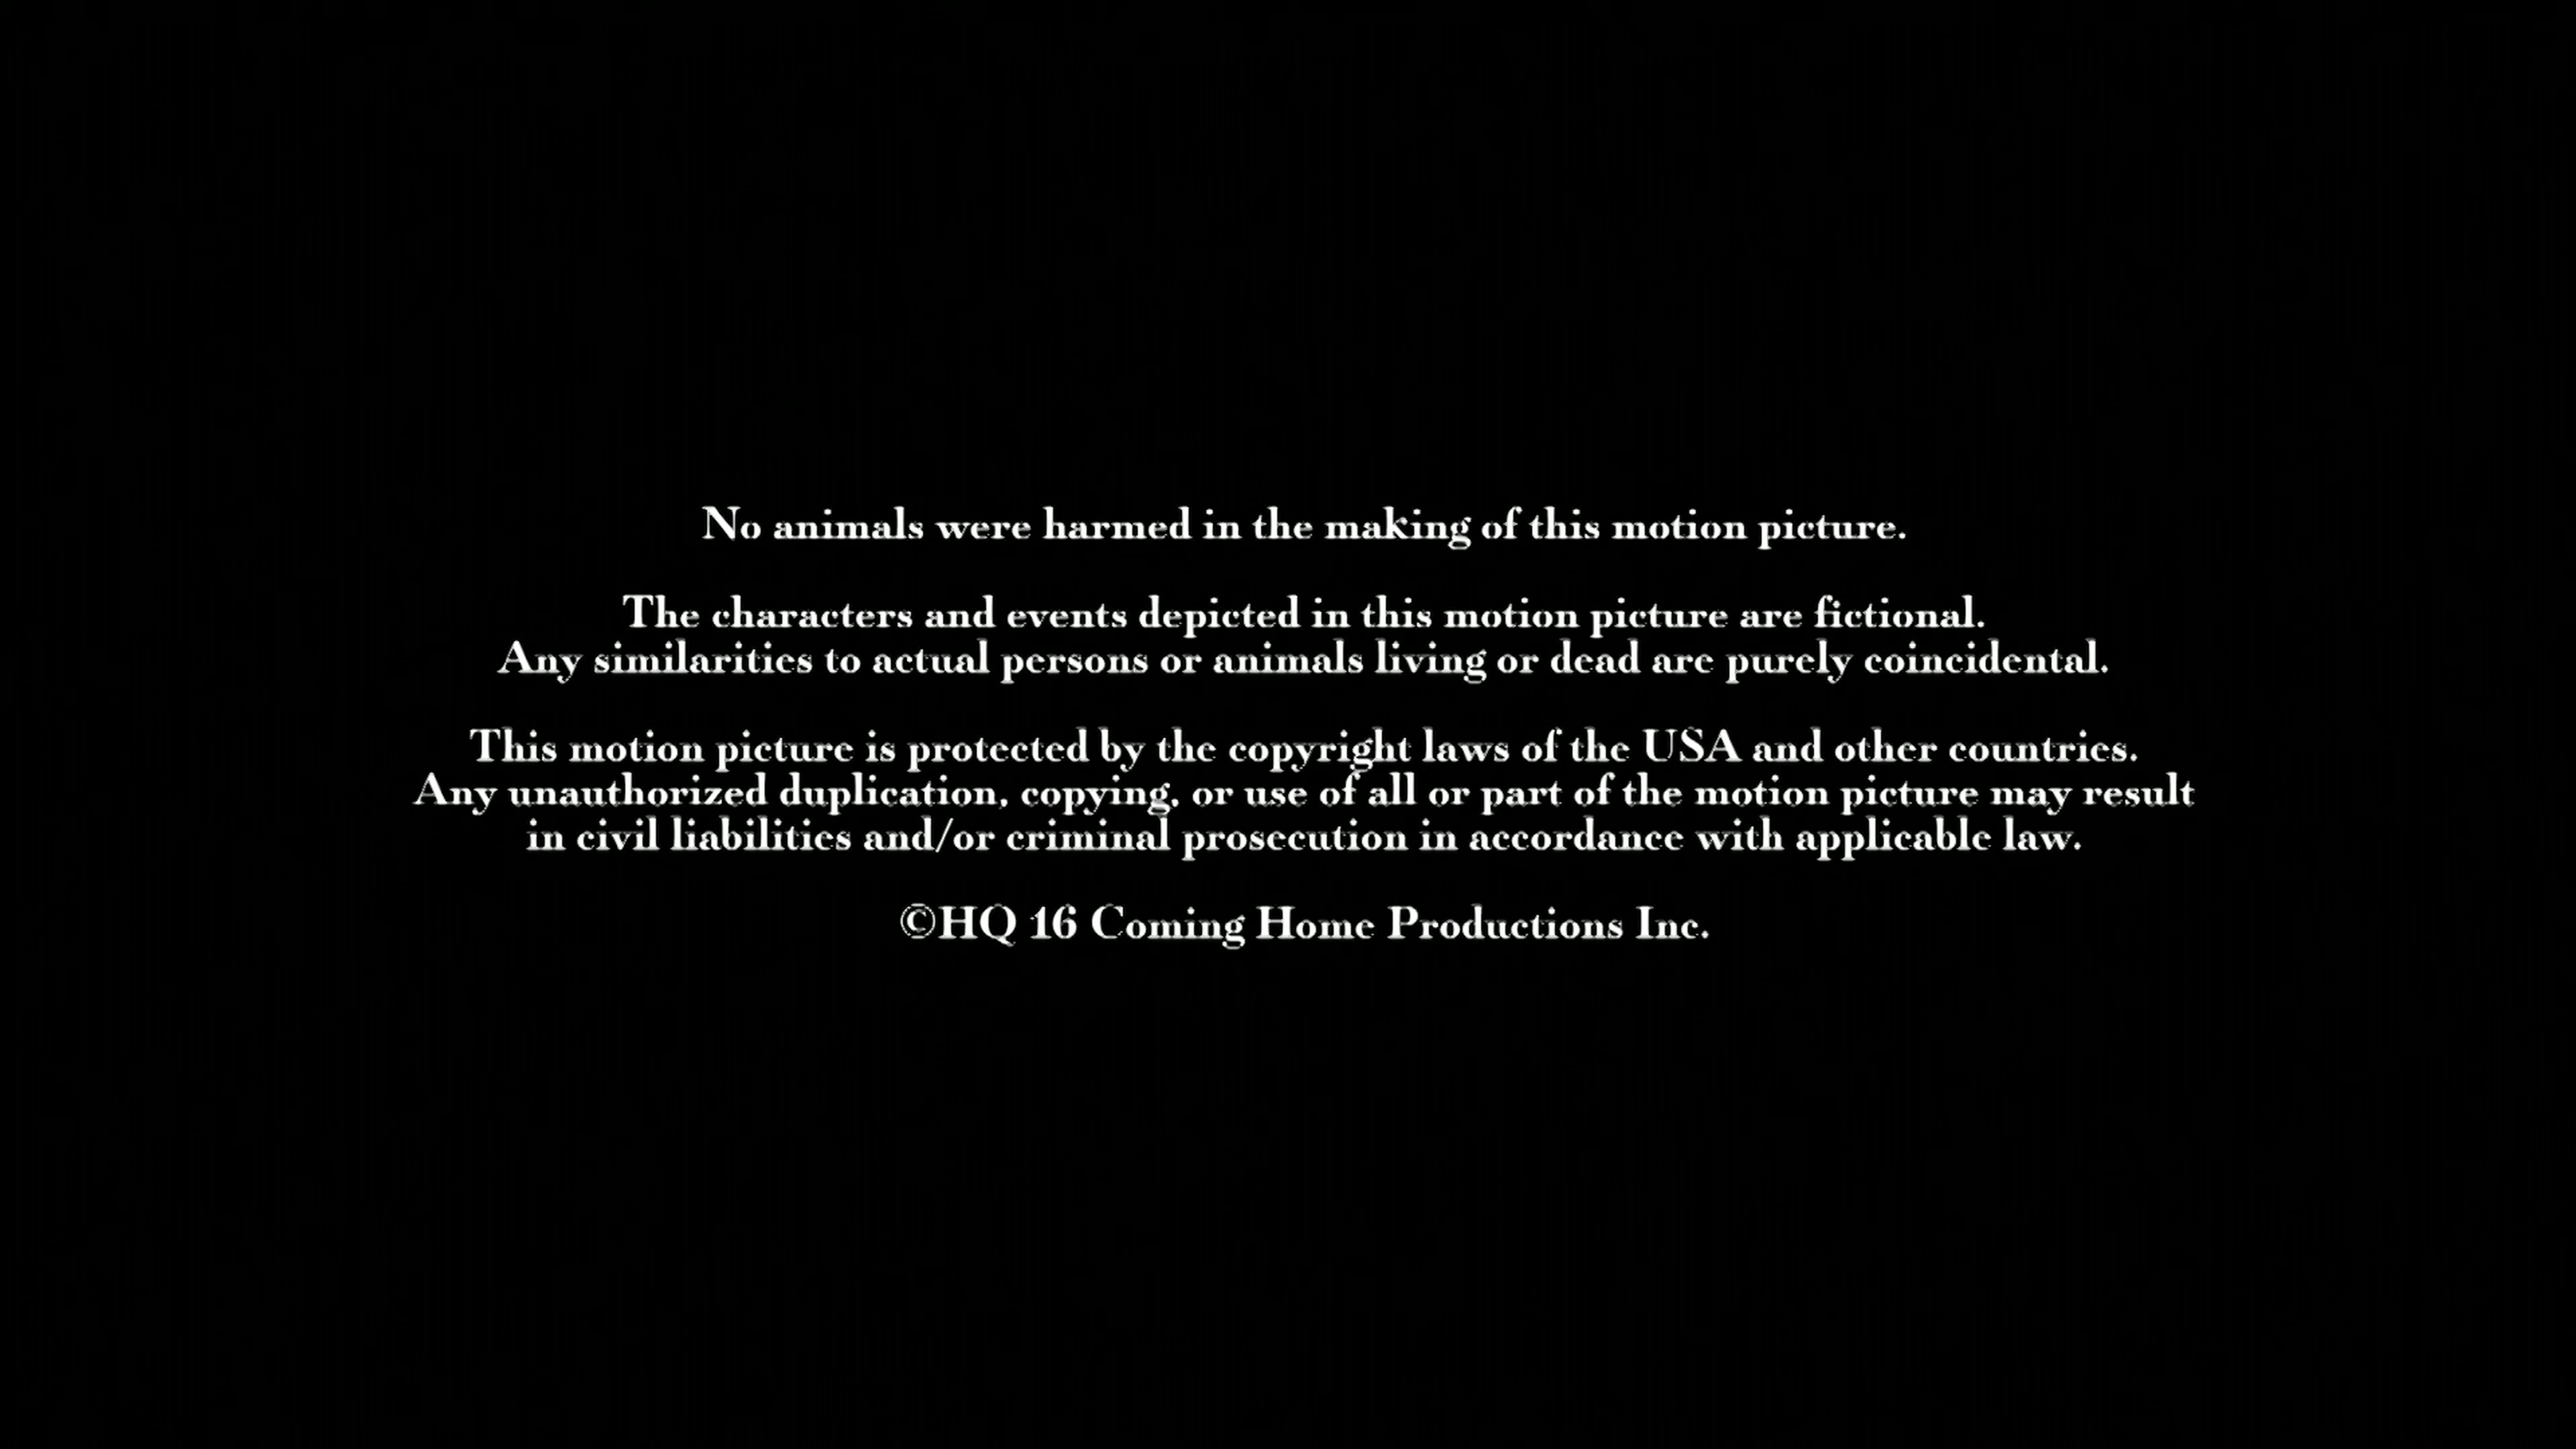 No animals were harmed in the making of this motion picture.
The characters and events depicted in this motion picture are fictional.
Any similarities to actual persons or animals living or dead are purely coincidental.
This motion picture is protected by the copyright laws of the USA and other countries.
Any unauthorized duplication, copying, or use of all or part of the motion picture may result
in civil liabilities and/or criminal prosecution in accordance with applicable law.
©HQ 16 Coming Home Productions Inc.